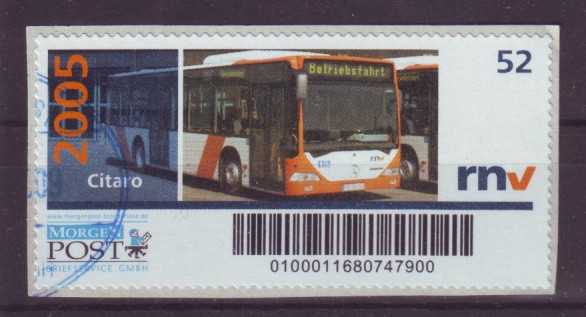 2005
Betriebsfahrt
52
Citaro
rnv
www.morgenpost-briefservice.de
MORGEN
POST
BRIEFSERVICE GMBH
0100011680747900